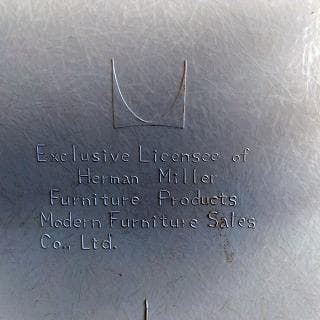 Exclusive Licensee of
Herman Miller
Furniture Products
Modern Furniture Sales
Co., Ltd.